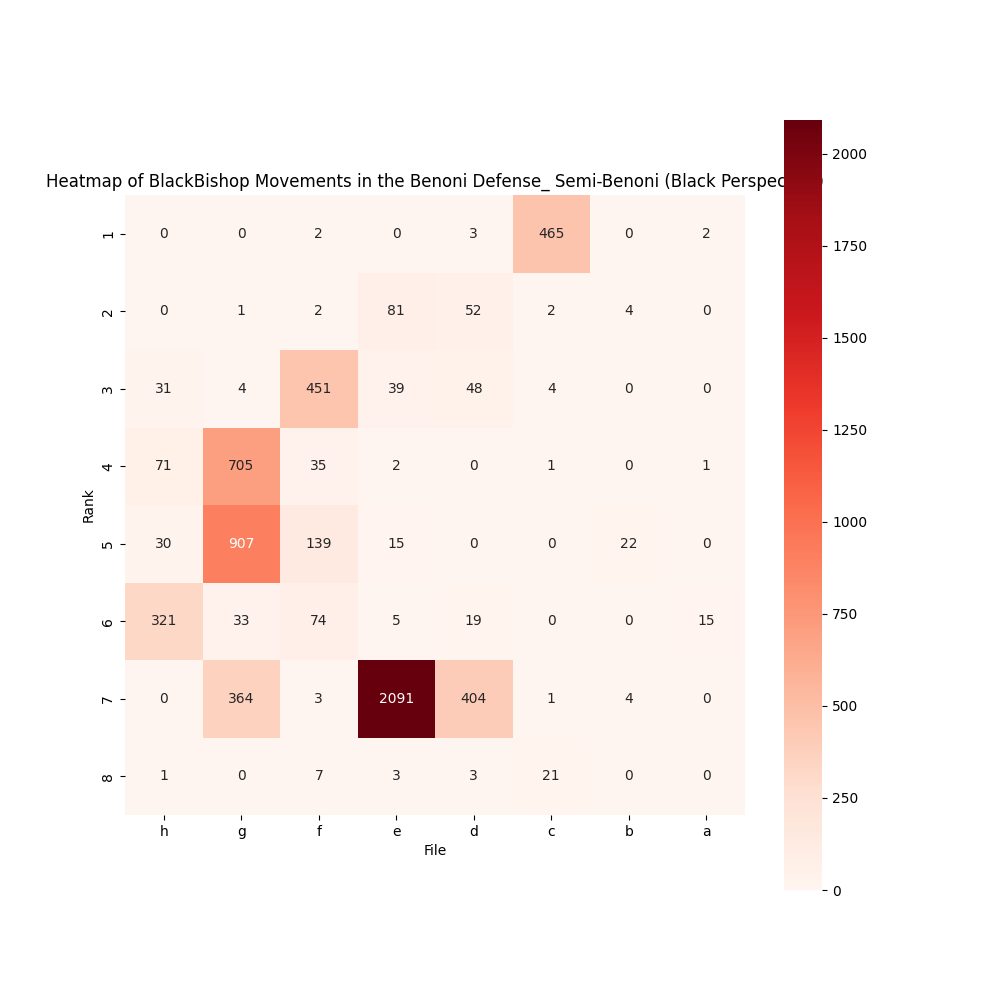 Heatmap of BlackBishop Movements in the Benoni Defense_ Semi-Benoni (Black
2000
1 0 0 2 0 3 465 0 2
1750
2 0 1 2 81 52 2 4 0
1500
3 31 4 451 39 48 4 0 0
1250
4 71 705 35 2 0 1 0 1
Rank
1000
5 30 907 139 15 0 0 22 0
750
6 321 33 74 5 19 0 0 15
7 0 364 3 2091 404 1 4 0
500
8 1 0 7 3 3 21 0 0
250
h g f e d c b a
File
0